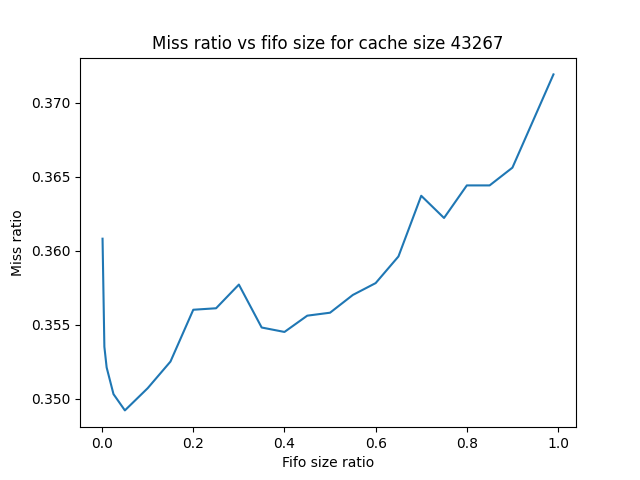 Miss ratio vs fifo size for cache size 43267
0.370
0.365
0.360
0.355
0.350
Miss ratio
0.0 0.2 0.4 0.6 0.8 1.0
Fifo size ratio